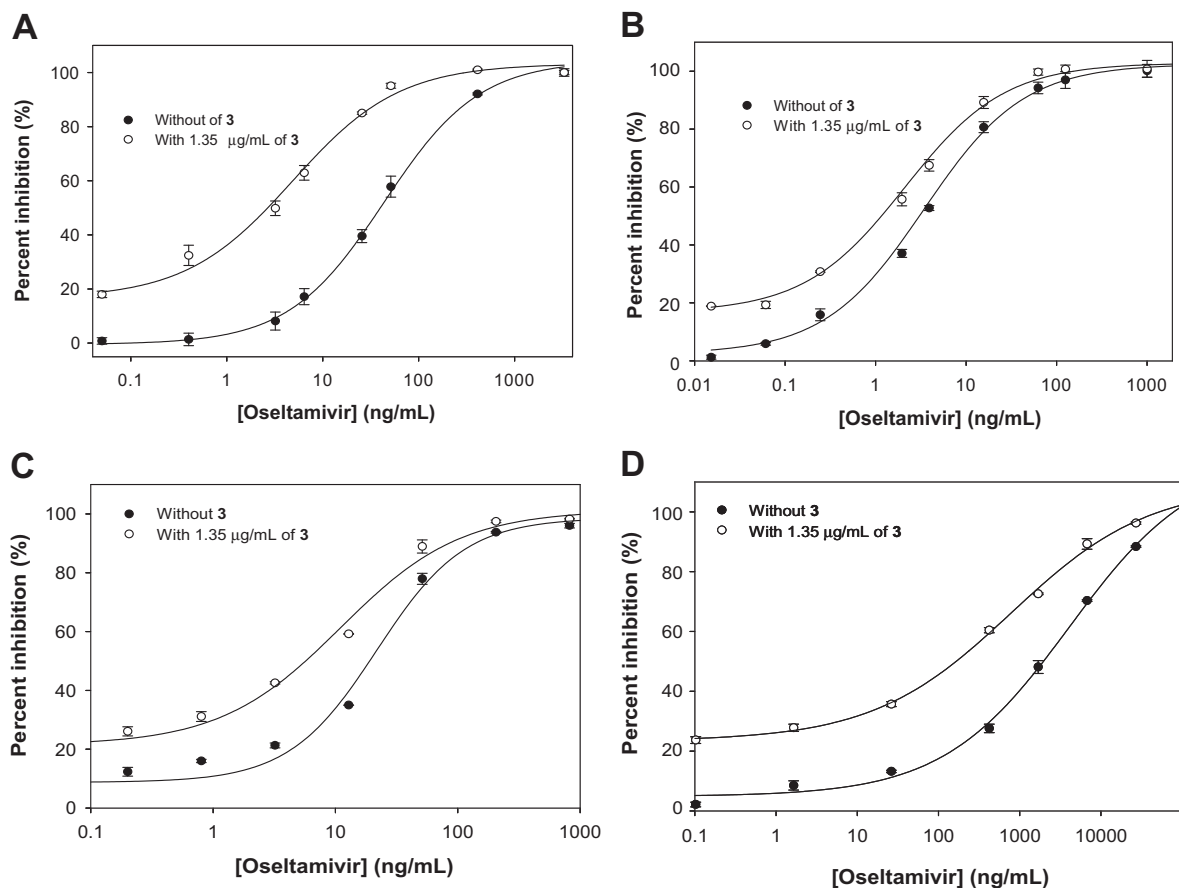 A
Percent inhibition (%)
100
80
60
40
20
0
Without of 3
With 1.35 μg/mL of 3
0.1 1 10 100 1000
[Oseltamivir] (ng/mL)
B
Percent inhibition (%)
100
80
60
40
20
0
Without of 3
With 1.35 μg/mL of 3
0.01 0.1 1 10 100 1000
[Oseltamivir] (ng/mL)
C
Percent inhibition (%)
100
80
60
40
20
0
Without 3
With 1.35 μg/mL of 3
0.1 1 10 100 1000
[Oseltamivir] (ng/mL)
D
Percent inhibition (%)
100
80
60
40
20
0
Without 3
With 1.35 μg/mL of 3
0.1 1 10 100 1000 10000
[Oseltamivir] (ng/mL)